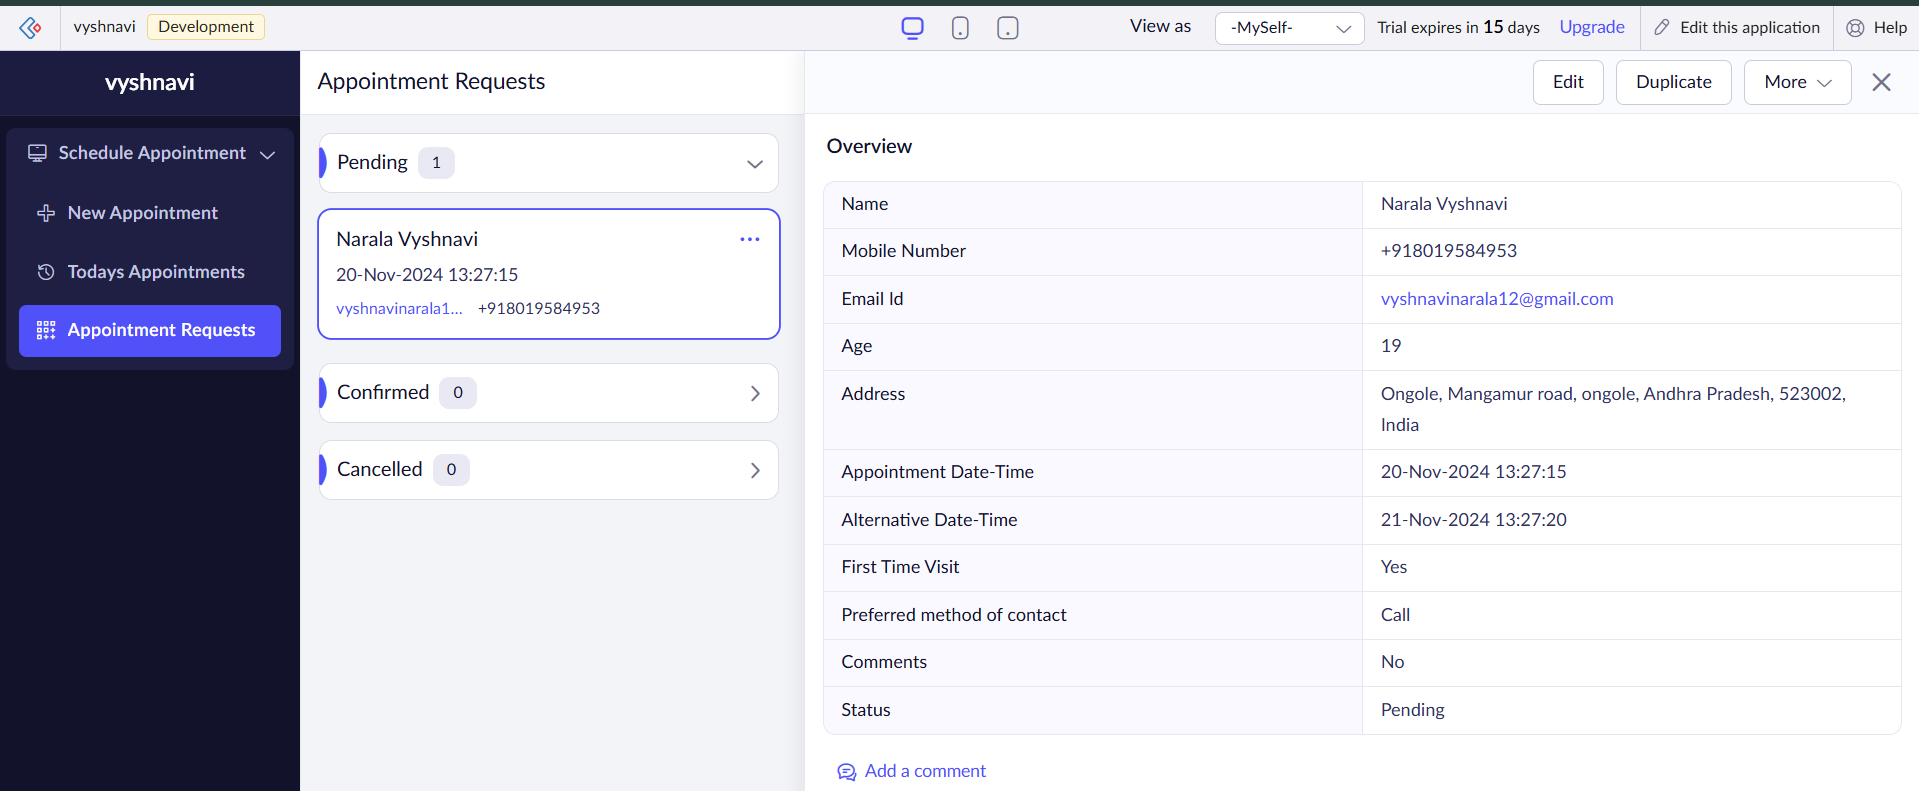 vyshnavi Development View as -MySelf- Trial expires in 15 days Upgrade Edit this application Help
vyshnavi
Schedule Appointment
New Appointment
Todays Appointments
Appointment Requests
Appointment Requests
Pending 1
Narala Vyshnavi
20-Nov-2024 13:27:15
vyshnavinarala1... +918019584953
Confirmed 0
Cancelled 0
Edit Duplicate More
Overview
Name Narala Vyshnavi
Mobile Number +918019584953
Email Id vyshnavinarala12@gmail.com
Age 19
Address Ongole, Mangamur road, ongole, Andhra Pradesh, 523002,
India
Appointment Date-Time 20-Nov-2024 13:27:15
Alternative Date-Time 21-Nov-2024 13:27:20
First Time Visit Yes
Preferred method of contact Call
Comments No
Status Pending
Add a comment